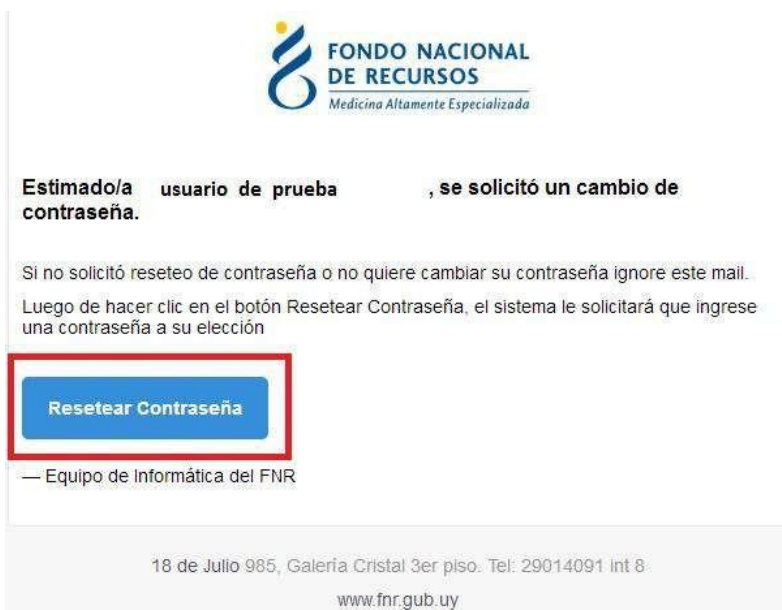 FONDO NACIONAL
DE RECURSOS
Medicina Altamente Especializada
Estimado/a usuario de prueba , se solicitó un cambio de
contraseña.
Si no solicitó reseteo de contraseña o no quiere cambiar su contraseña ignore este mail.
Luego de hacer clic en el botón Resetear Contraseña, el sistema le solicitará que ingrese
una contraseña a su elección
Resetear Contraseña
— Equipo de Informática del FNR
18 de Julio 985, Galería Cristal 3er piso. Tel: 29014091 int 8
www.fnr.gub.uy